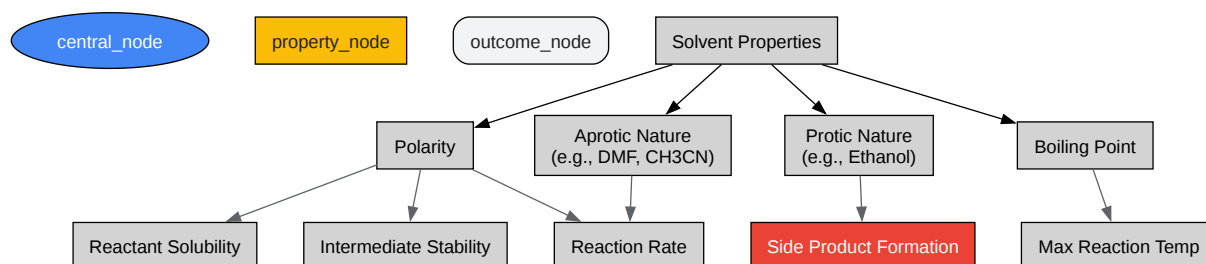 central_node
property_node
outcome_node
Solvent Properties
Polarity
Aprotic Nature
(e.g., DMF, CH3CN)
Protic Nature
(e.g., Ethanol)
Boiling Point
Reactant Solubility
Intermediate Stability
Reaction Rate
Side Product Formation
Max Reaction Temp